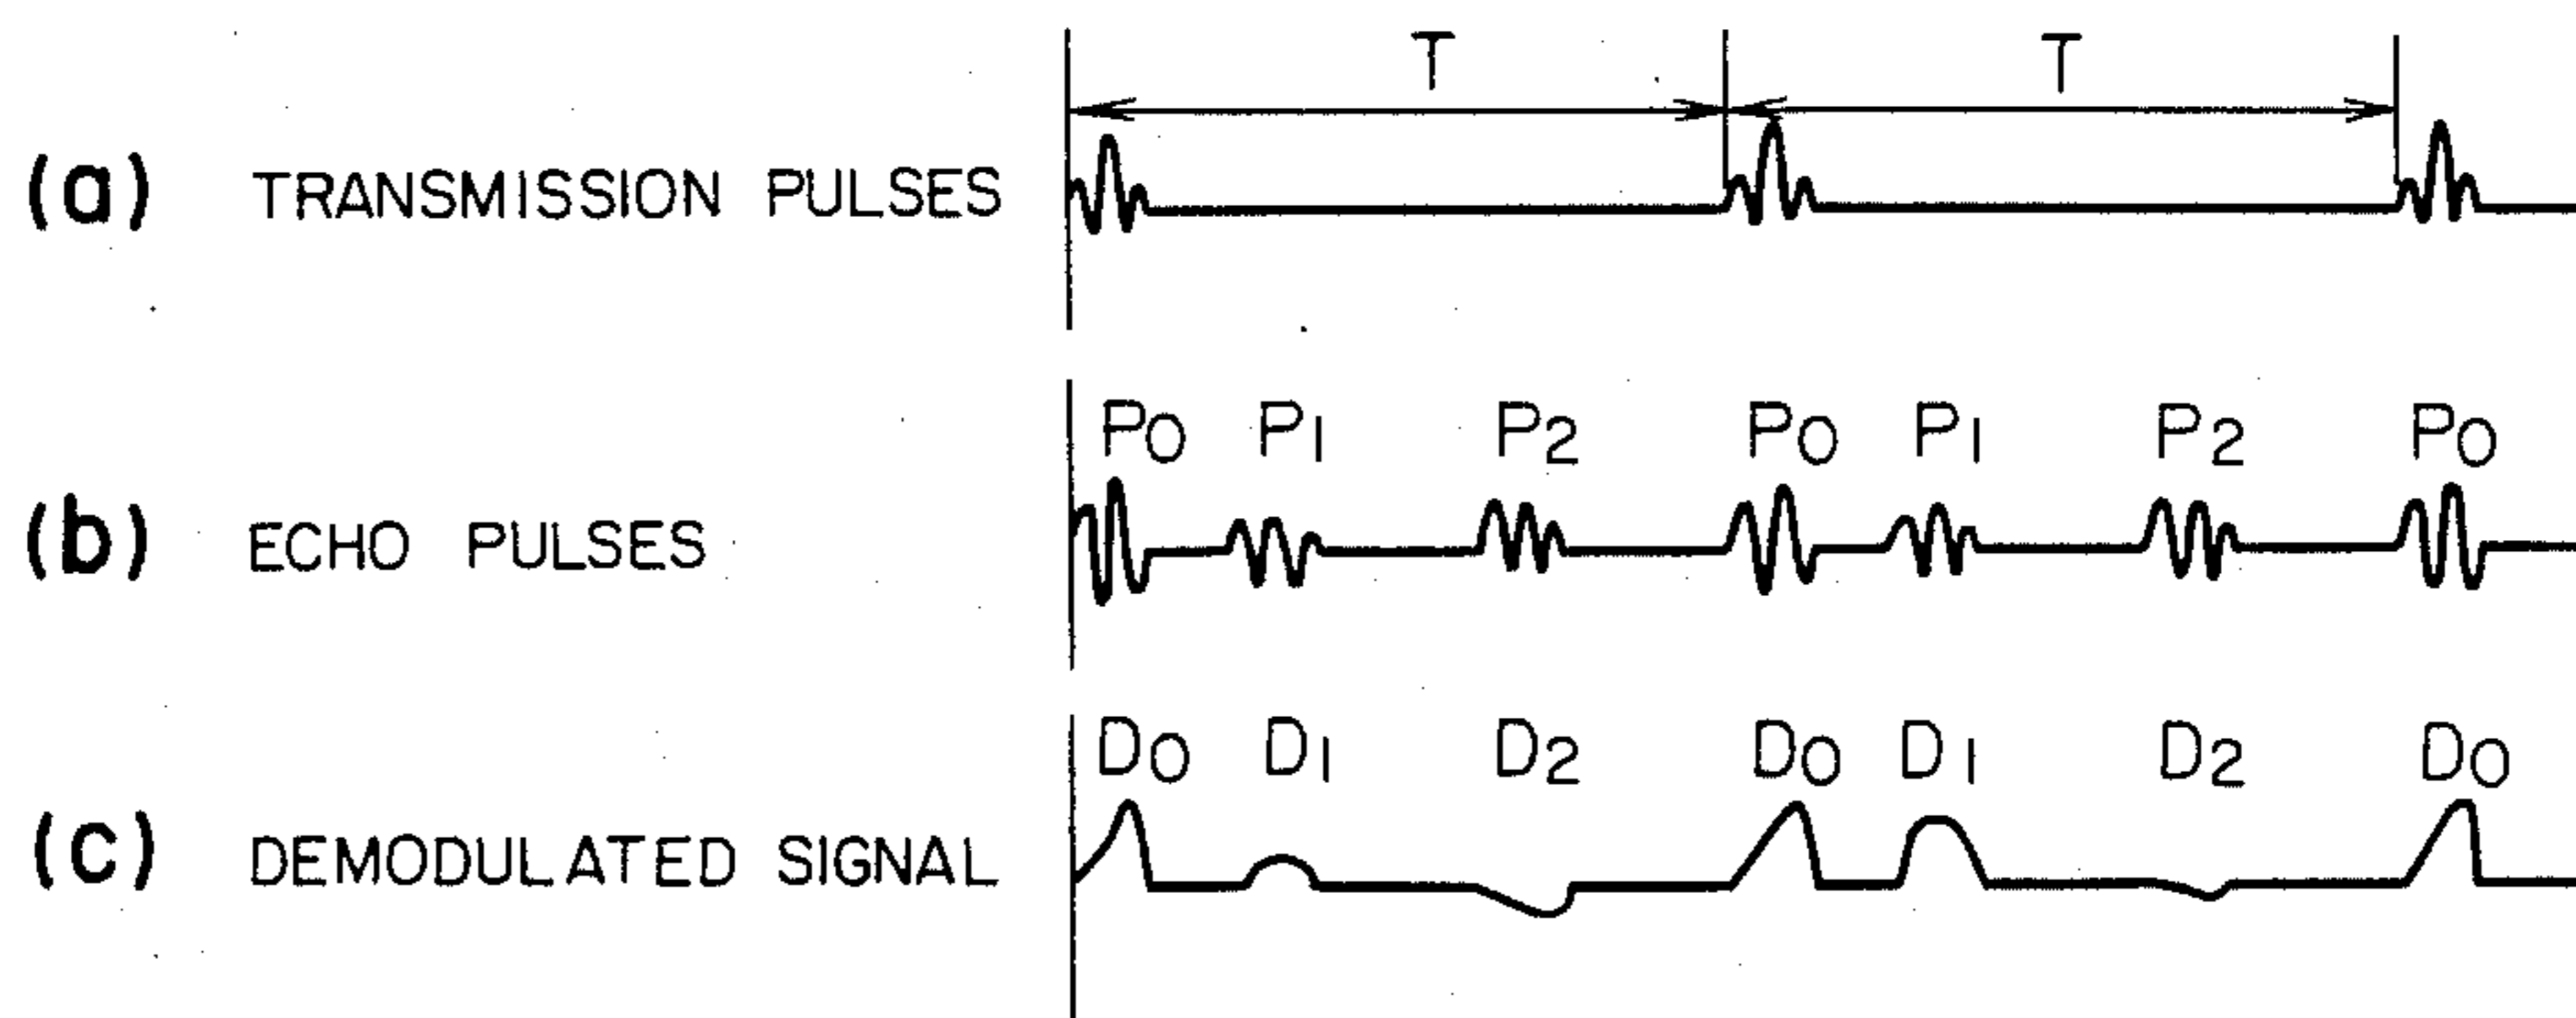 T T
(a) TRANSMISSION PULSES
P0 P1 P2 P0 P1 P2 P0
(b) ECHO PULSES
D0 D1 D2 D0 D1 D2 D0
(c) DEMODULATED SIGNAL